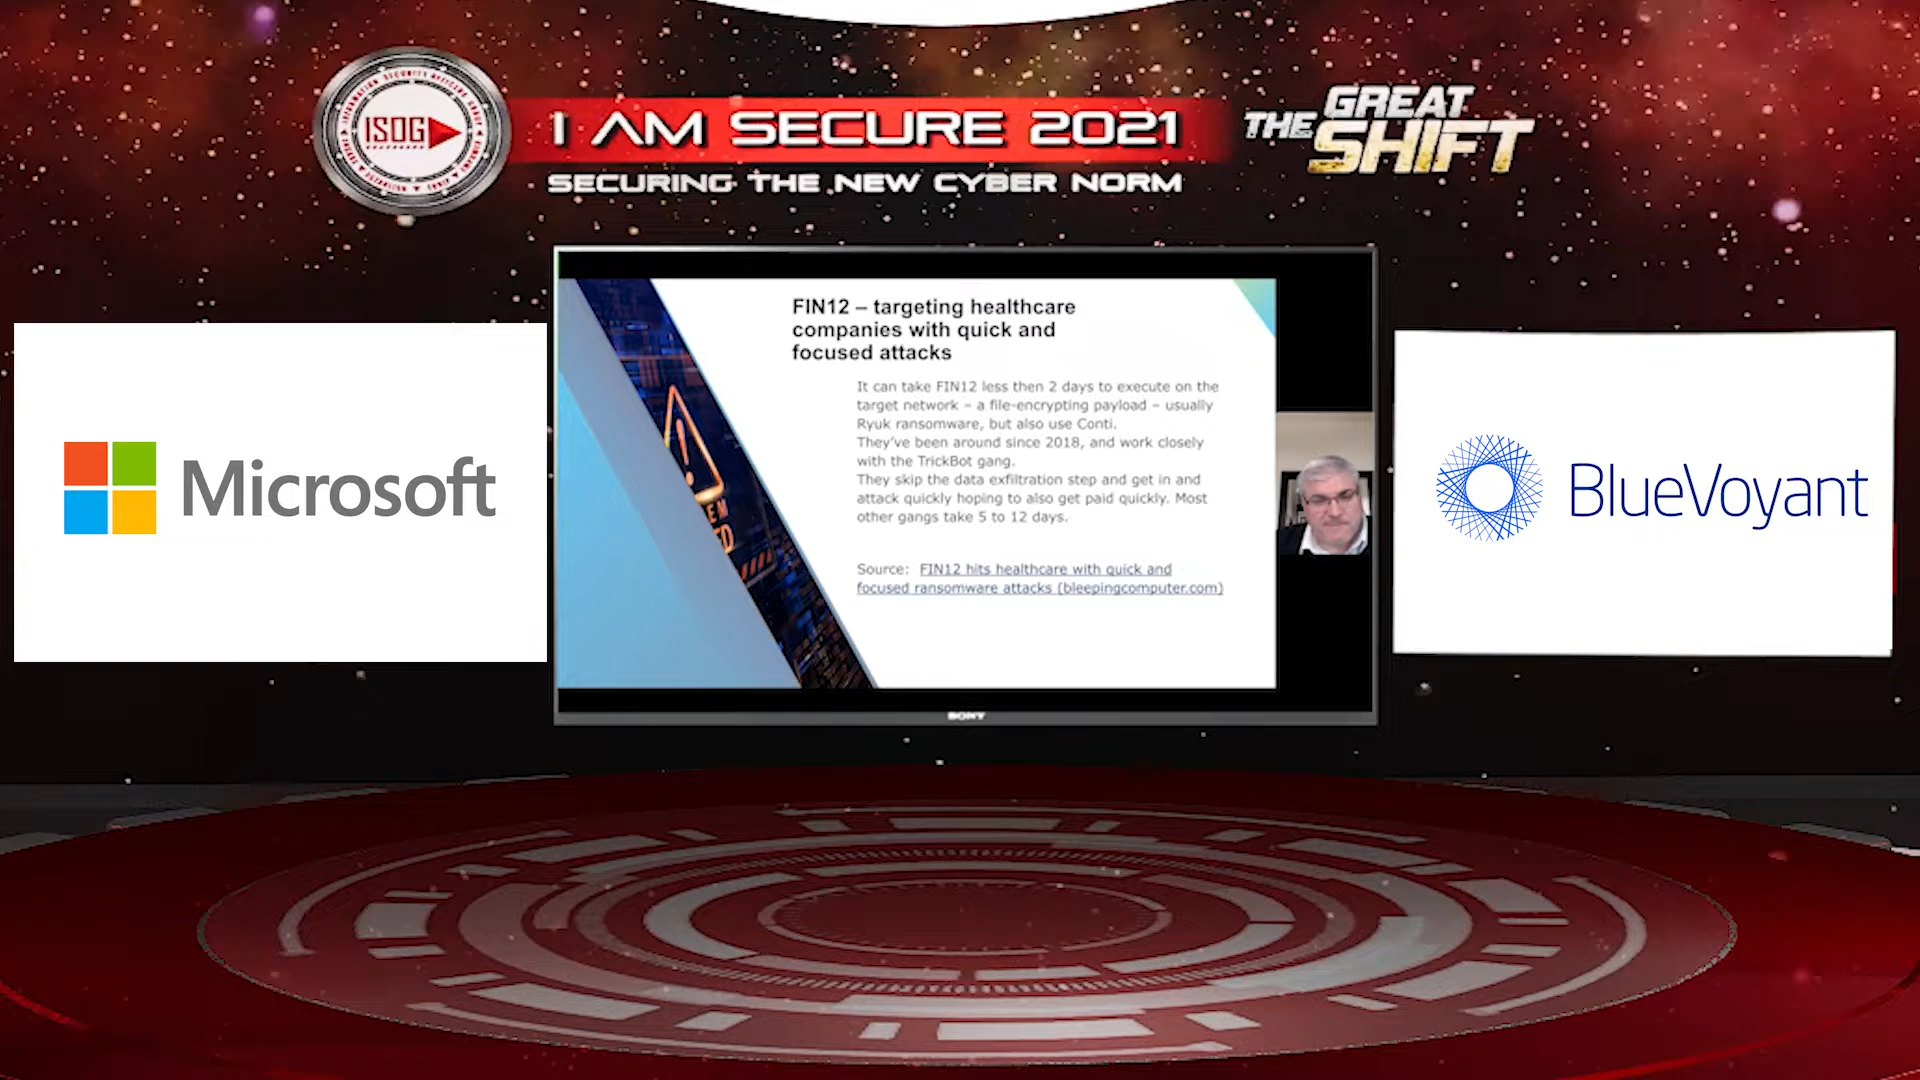 ISOG
I AM SECURE 2021
SECURING THE NEW CYBER NORM
THE GREAT SHIFT
Microsoft
FIN12 – targeting healthcare
companies with quick and
focused attacks
It can take FIN12 less then 2 days to execute on the
target network – a file-encrypting payload – usually
Ryuk ransomware, but also use Conti.
They've been around since 2018, and work closely
with the TrickBot gang.
They skip the data exfiltration step and get in and
attack quickly hoping to also get paid quickly. Most
other gangs take 5 to 12 days.
Source: FIN12 hits healthcare with quick and
focused ransomware attacks (bleepingcomputer.com)
SONY
BlueVoyant